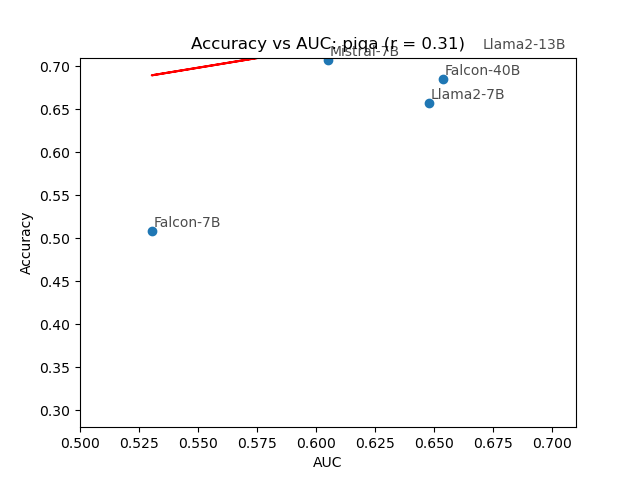 Accuracy vs AUC: piqa (r = 0.31)
Llama2-13B
Mistral-7B
Falcon-40B
Llama2-7B
Falcon-7B
Accuracy
0.70
0.65
0.60
0.55
0.50
0.45
0.40
0.35
0.30
0.500 0.525 0.550 0.575 0.600 0.625 0.650 0.675 0.700
AUC